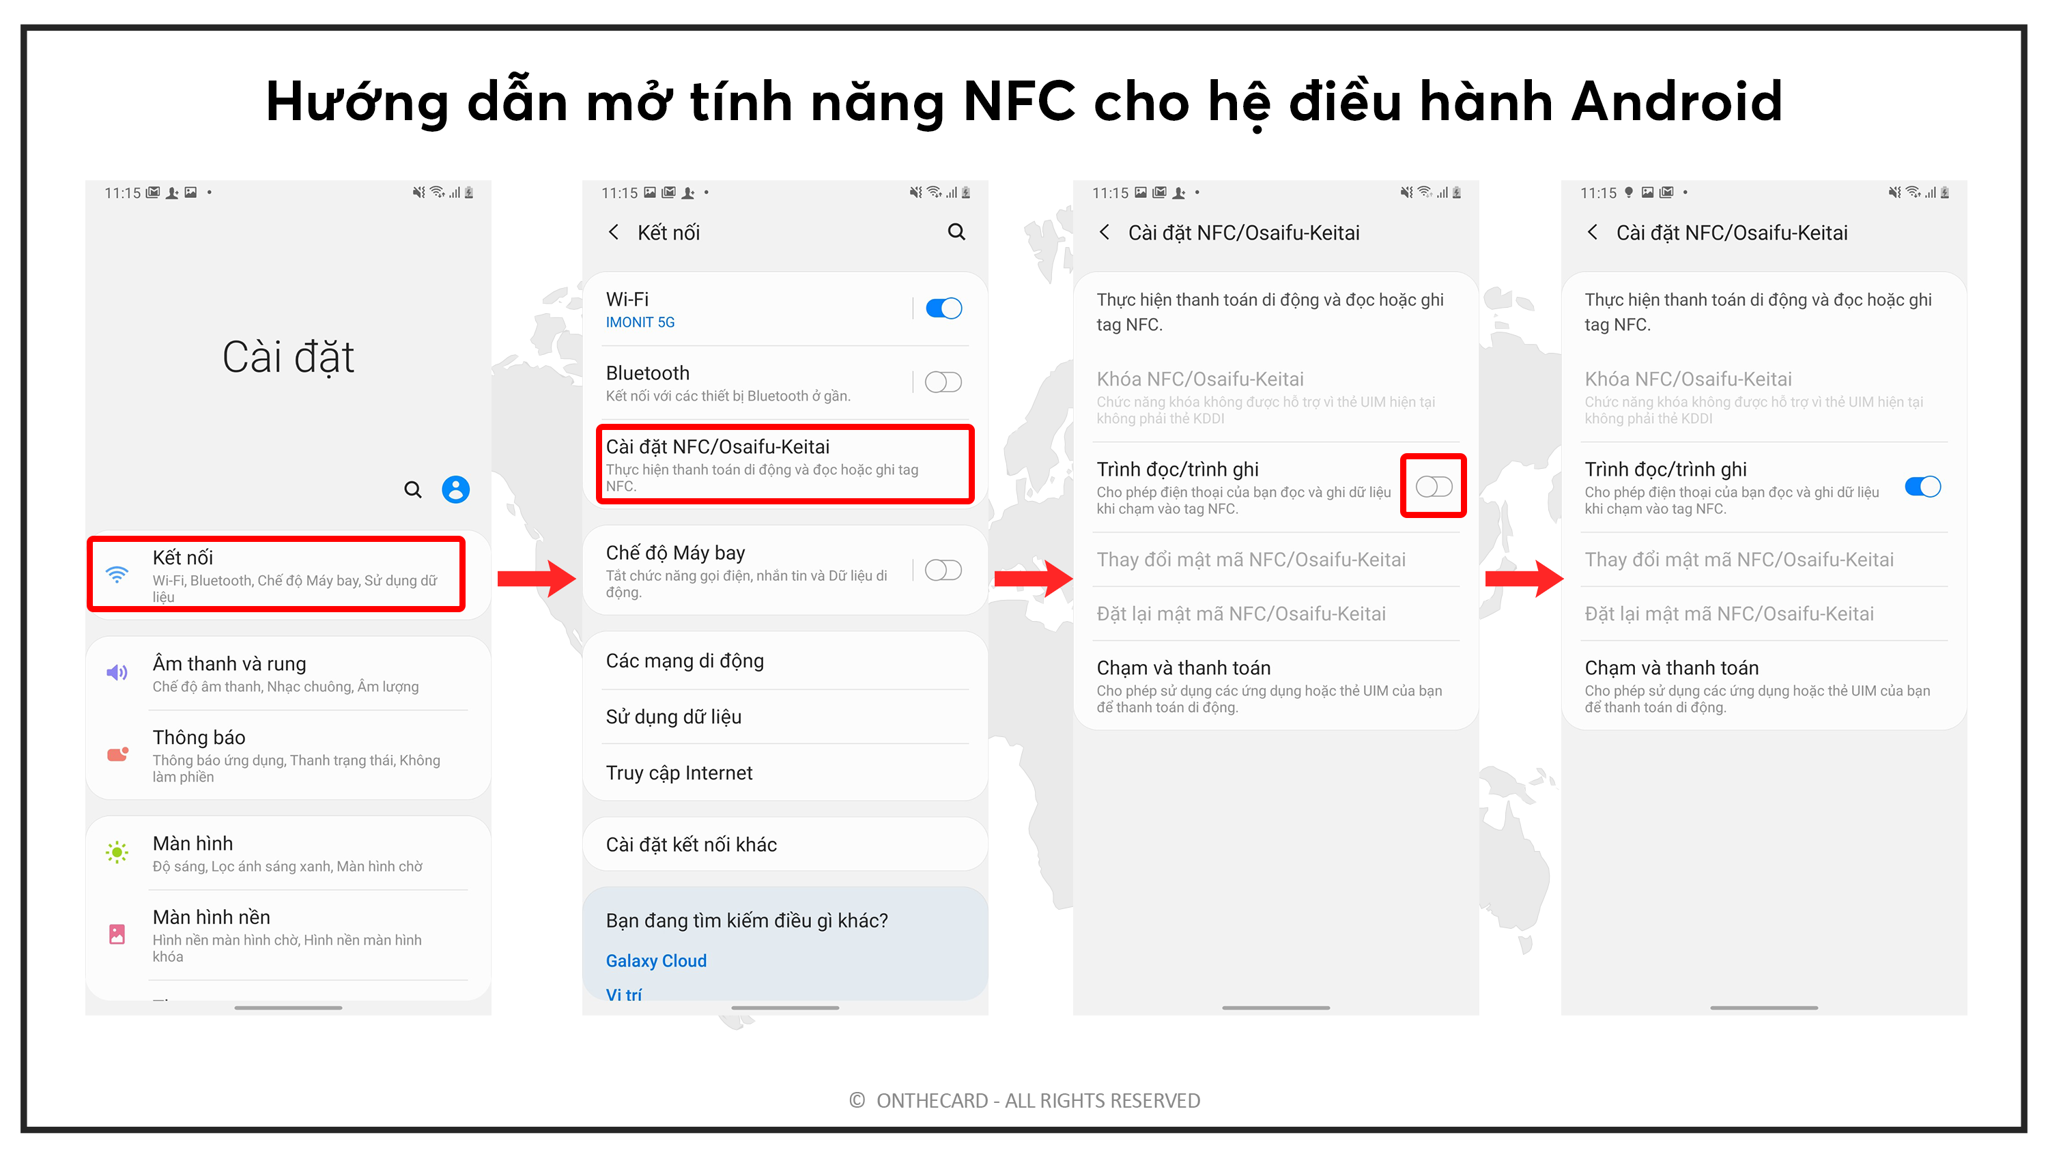 Hướng dẫn mở tính năng NFC cho hệ điều hành Android
11:15
Cài đặt
Kết nối
Wi-Fi, Bluetooth, Chế độ Máy bay, Sử dụng dữ
liệu
Âm thanh và rung
Chế độ âm thanh, Nhạc chuông, Âm lượng
Thông báo
Thông báo ứng dụng, Thanh trạng thái, Không
làm phiền
Màn hình
Độ sáng, Lọc ánh sáng xanh, Màn hình chờ
Màn hình nền
Hình nền màn hình chờ, Hình nền màn hình
khóa
11:15
Kết nối
Wi-Fi
IMONIT 5G
Bluetooth
Kết nối với các thiết bị Bluetooth ở gần.
Cài đặt NFC/Osaifu-Keitai
Thực hiện thanh toán di động và đọc hoặc ghi tag
NFC.
Chế độ Máy bay
Tắt chức năng gọi điện, nhắn tin và Dữ liệu di
động.
Các mạng di động
Sử dụng dữ liệu
Truy cập Internet
Cài đặt kết nối khác
Bạn đang tìm kiếm điều gì khác?
Galaxy Cloud
Vị trí
11:15
Cài đặt NFC/Osaifu-Keitai
Thực hiện thanh toán di động và đọc hoặc ghi
tag NFC.
Khóa NFC/Osaifu-Keitai
Chức năng khóa không được hỗ trợ vì thẻ UIM hiện tại
không phải thẻ KDDI
Trình đọc/trình ghi
Cho phép điện thoại của bạn đọc và ghi dữ liệu
khi chạm vào tag NFC.
Thay đổi mật mã NFC/Osaifu-Keitai
Đặt lại mật mã NFC/Osaifu-Keitai
Chạm và thanh toán
Cho phép sử dụng các ứng dụng hoặc thẻ UIM của bạn
để thanh toán di động.
11:15
Cài đặt NFC/Osaifu-Keitai
Thực hiện thanh toán di động và đọc hoặc ghi
tag NFC.
Khóa NFC/Osaifu-Keitai
Chức năng khóa không được hỗ trợ vì thẻ UIM hiện tại
không phải thẻ KDDI
Trình đọc/trình ghi
Cho phép điện thoại của bạn đọc và ghi dữ liệu
khi chạm vào tag NFC.
Thay đổi mật mã NFC/Osaifu-Keitai
Đặt lại mật mã NFC/Osaifu-Keitai
Chạm và thanh toán
Cho phép sử dụng các ứng dụng hoặc thẻ UIM của bạn
để thanh toán di động.
© ONTHECARD - ALL RIGHTS RESERVED